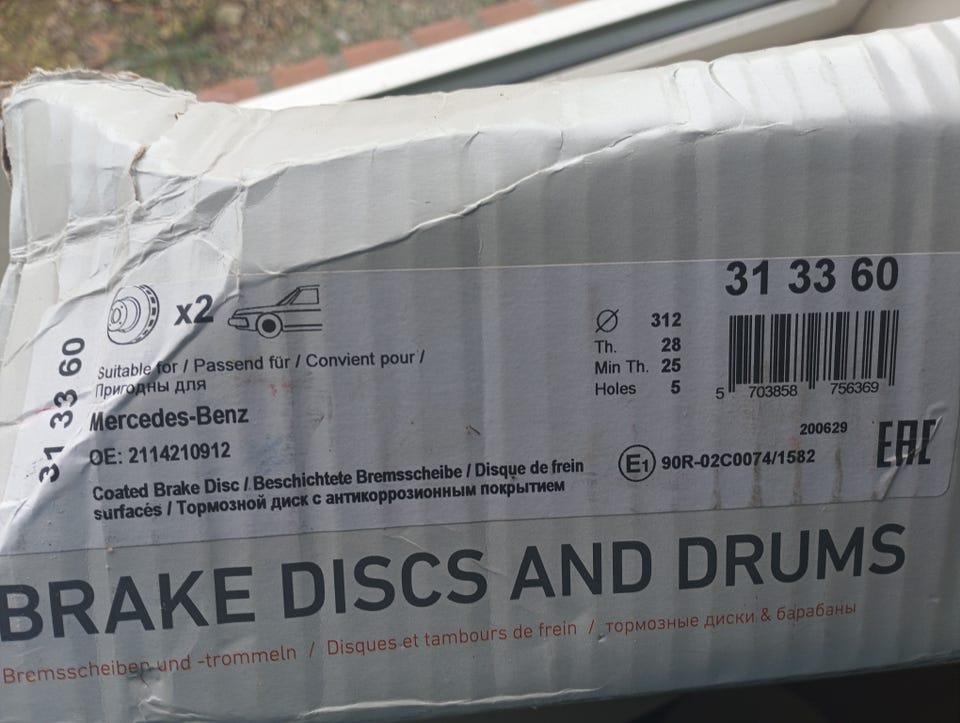 31 33 60
x2
Suitable for / Passend für / Convient pour /
Пригодны для
Mercedes-Benz
OE: 2114210912
Coated Brake Disc / Beschichtete Bremsscheibe / Disque de frein
surfacés / Тормозной диск с антикоррозионным покрытием
Ø 312
Th. 28
Min Th. 25
Holes 5
31 33 60
5 703858 756369
200629
E1 90R-02C0074/1582
EAC
BRAKE DISCS AND DRUMS
Bremsscheiben und -trommeln / Disques et tambours de frein / тормозные диски & барабаны